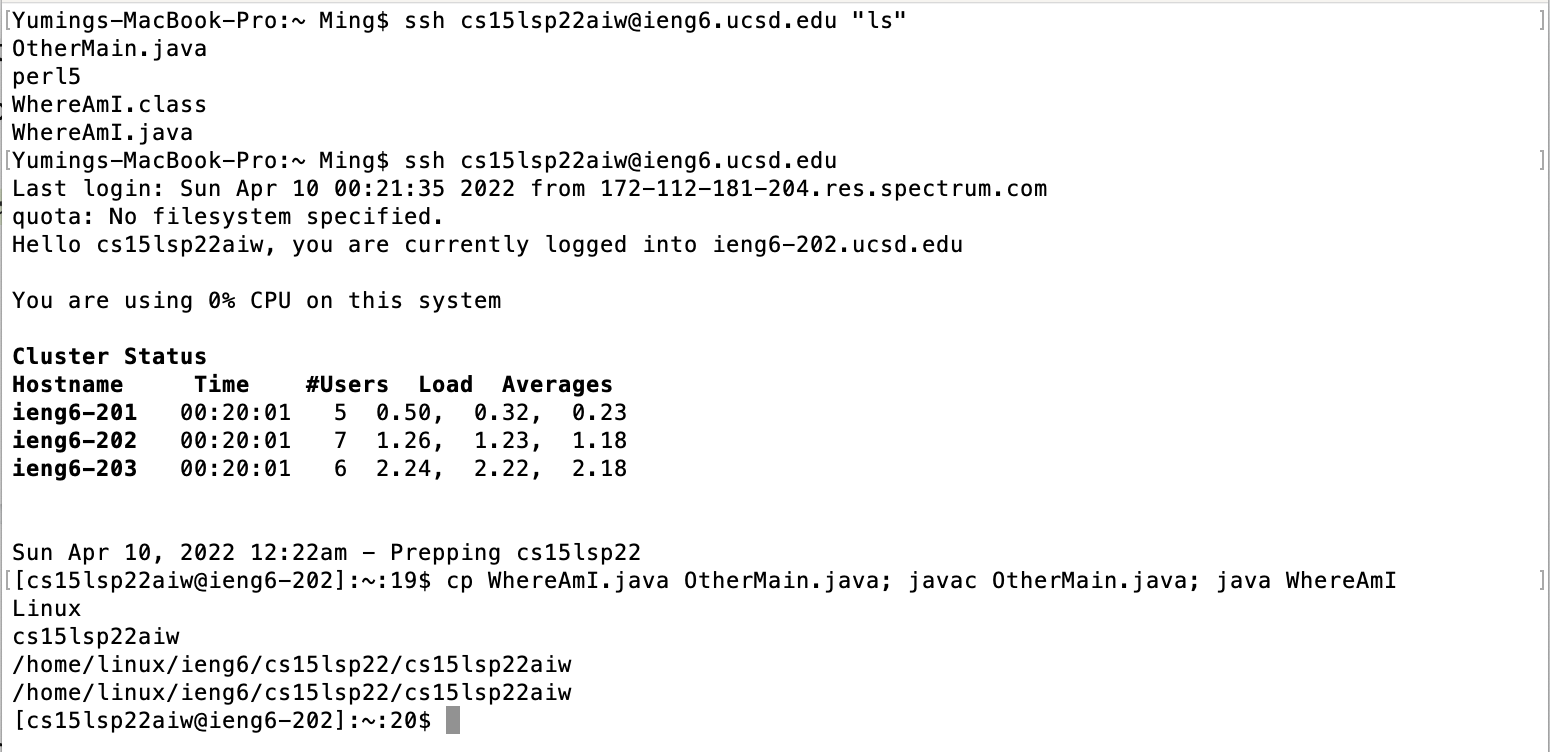 [Yumings-MacBook-Pro:~ Ming$ ssh cs15lsp22aiw@ieng6.ucsd.edu "ls" ]
OtherMain.java
perl5
WhereAmI.class
WhereAmI.java
[Yumings-MacBook-Pro:~ Ming$ ssh cs15lsp22aiw@ieng6.ucsd.edu ]
Last login: Sun Apr 10 00:21:35 2022 from 172-112-181-204.res.spectrum.com
quota: No filesystem specified.
Hello cs15lsp22aiw, you are currently logged into ieng6-202.ucsd.edu
You are using 0% CPU on this system
Cluster Status
Hostname Time #Users Load Averages
ieng6-201 00:20:01 5 0.50, 0.32, 0.23
ieng6-202 00:20:01 7 1.26, 1.23, 1.18
ieng6-203 00:20:01 6 2.24, 2.22, 2.18
Sun Apr 10, 2022 12:22am - Prepping cs15lsp22
[[cs15lsp22aiw@ieng6-202]:~:19$ cp WhereAmI.java OtherMain.java; javac OtherMain.java; java WhereAmI ]
Linux
cs15lsp22aiw
/home/linux/ieng6/cs15lsp22/cs15lsp22aiw
/home/linux/ieng6/cs15lsp22/cs15lsp22aiw
[cs15lsp22aiw@ieng6-202]:~:20$